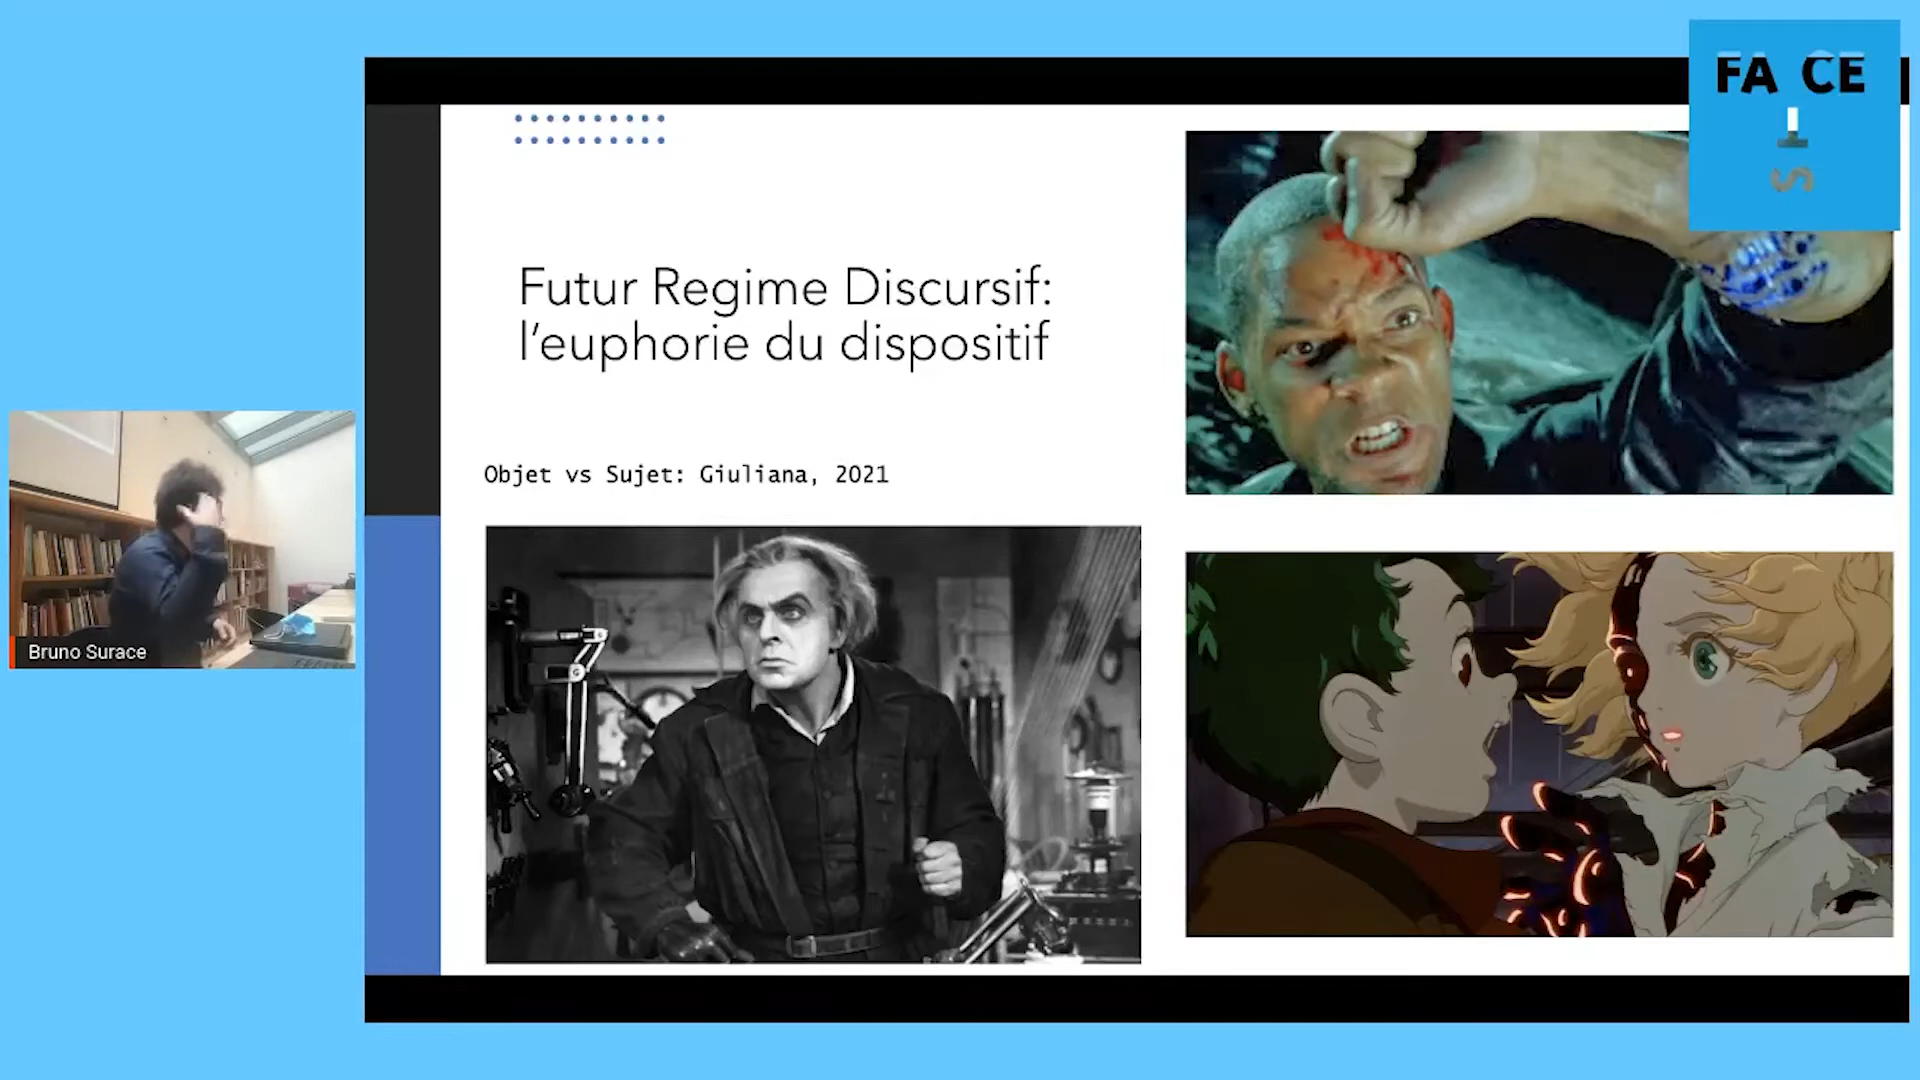 FA CE
T
S
Futur Regime Discursif:
l'euphorie du dispositif
Objet vs Sujet: Giuliana, 2021
Bruno Surace